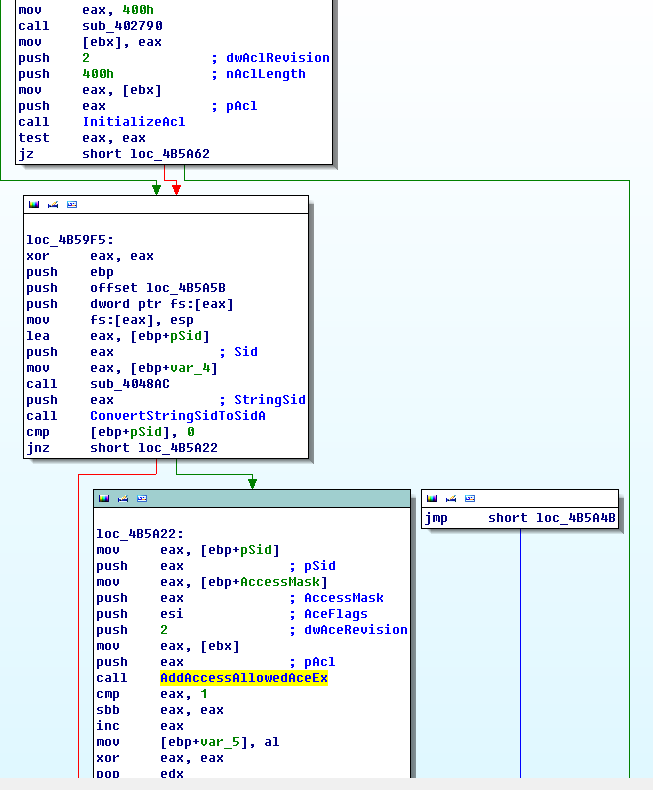 mov     eax, 400h
call    sub_402790
mov     [ebx], eax
push    2               ; dwAclRevision
push    400h            ; nAclLength
mov     eax, [ebx]
push    eax             ; pAcl
call    InitializeAcl
test    eax, eax
jz      short loc_4B5A62
loc_4B59F5:
xor     eax, eax
push    ebp
push    offset loc_4B5A5B
push    dword ptr fs:[eax]
mov     fs:[eax], esp
lea     eax, [ebp+pSid]
push    eax             ; Sid
mov     eax, [ebp+var_4]
call    sub_4048AC
push    eax             ; StringSid
call    ConvertStringSidToSidA
cmp     [ebp+pSid], 0
jnz     short loc_4B5A22
loc_4B5A22:
mov     eax, [ebp+pSid]
push    eax             ; pSid
mov     eax, [ebp+AccessMask]
push    eax             ; AccessMask
push    esi             ; AceFlags
push    2               ; dwAceRevision
mov     eax, [ebx]
push    eax             ; pAcl
call    AddAccessAllowedAceEx
cmp     eax, 1
sbb     eax, eax
inc     eax
mov     [ebp+var_5], al
xor     eax, eax
pop     edx
jmp     short loc_4B5A4B